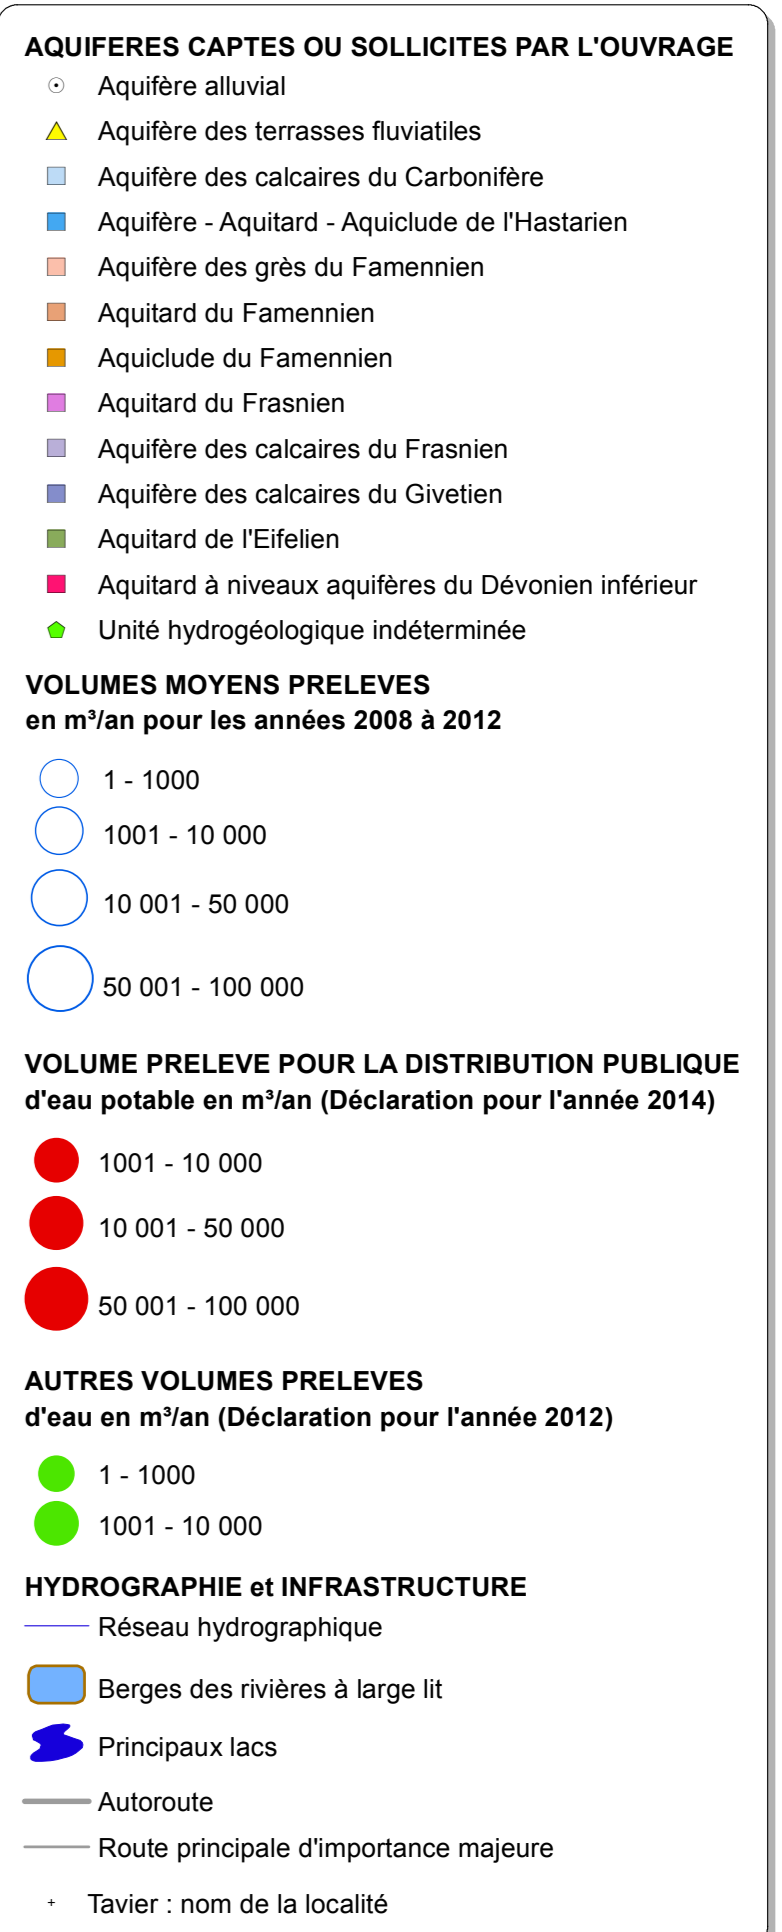 AQUIFERES CAPTES OU SOLLICITES PAR L'OUVRAGE
Aquifère alluvial
Aquifère des terrasses fluviatiles
Aquifère des calcaires du Carbonifère
Aquifère - Aquitard - Aquiclude de l'Hastarien
Aquifère des grès du Famennien
Aquitard du Famennien
Aquiclude du Famennien
Aquitard du Frasnien
Aquifère des calcaires du Frasnien
Aquifère des calcaires du Givetien
Aquitard de l'Eifelien
Aquitard à niveaux aquifères du Dévonien inférieur
Unité hydrogéologique indéterminée
VOLUMES MOYENS PRELEVES
en m³/an pour les années 2008 à 2012
1 - 1000
1001 - 10 000
10 001 - 50 000
50 001 - 100 000
VOLUME PRELEVE POUR LA DISTRIBUTION PUBLIQUE
d'eau potable en m³/an (Déclaration pour l'année 2014)
1001 - 10 000
10 001 - 50 000
50 001 - 100 000
AUTRES VOLUMES PRELEVES
d'eau en m³/an (Déclaration pour l'année 2012)
1 - 1000
1001 - 10 000
HYDROGRAPHIE et INFRASTRUCTURE
Réseau hydrographique
Berges des rivières à large lit
Principaux lacs
Autoroute
Route principale d'importance majeure
Tavier : nom de la localité